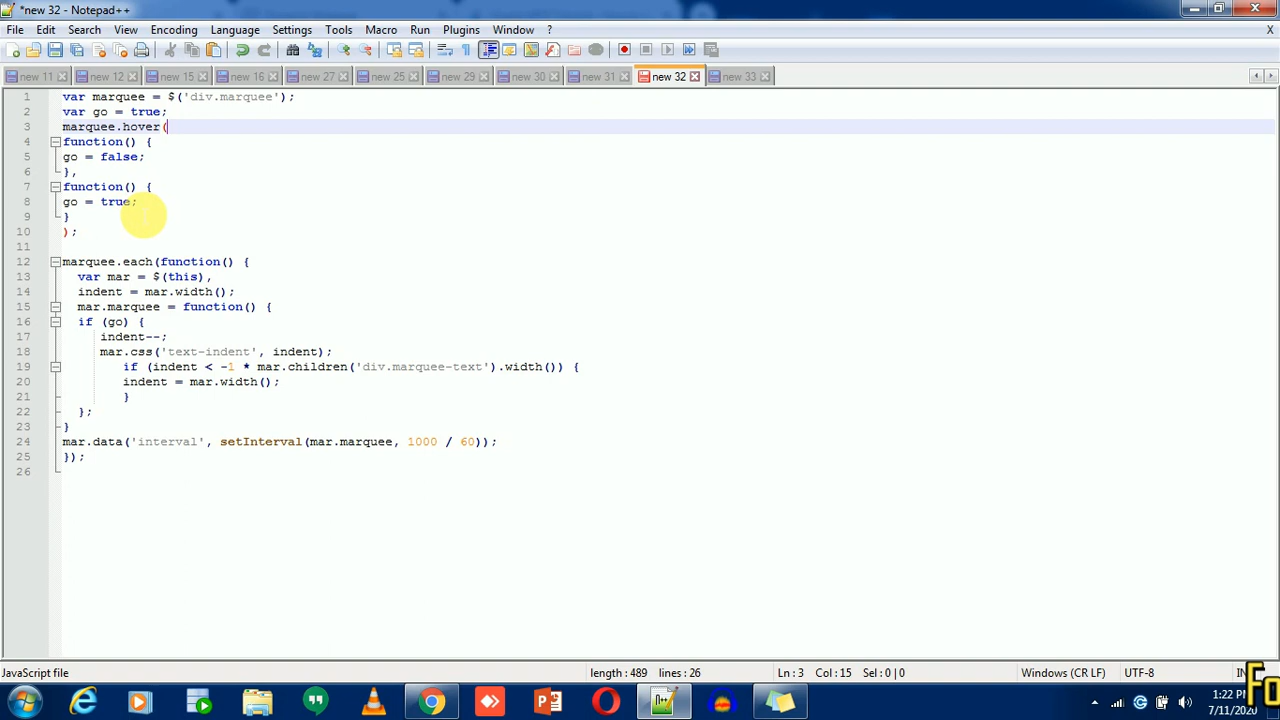 *new 32 - Notepad++
File Edit Search View Encoding Language Settings Tools Macro Run Plugins Window ? X
new 11 new 12 new 15 new 16 new 27 new 25 new 29 new 30 new 31 new 32 new 33
1 var marquee = $('div.marquee');
2 var go = true;
3 marquee.hover(
4 function() {
5 go = false;
6 },
7 function() {
8 go = true;
9 }
10 );
11
12 marquee.each(function() {
13 var mar = $(this),
14 indent = mar.width();
15 mar.marquee = function() {
16 if (go) {
17 indent--;
18 mar.css('text-indent', indent);
19 if (indent < -1 * mar.children('div.marquee-text').width()) {
20 indent = mar.width();
21 }
22 };
23 }
24 mar.data('interval', setInterval(mar.marquee, 1000 / 60));
25 });
26
JavaScript file length : 489 lines : 26 Ln : 3 Col : 15 Sel : 0 | 0 Windows (CR LF) UTF-8
1:22 PM
7/11/2020